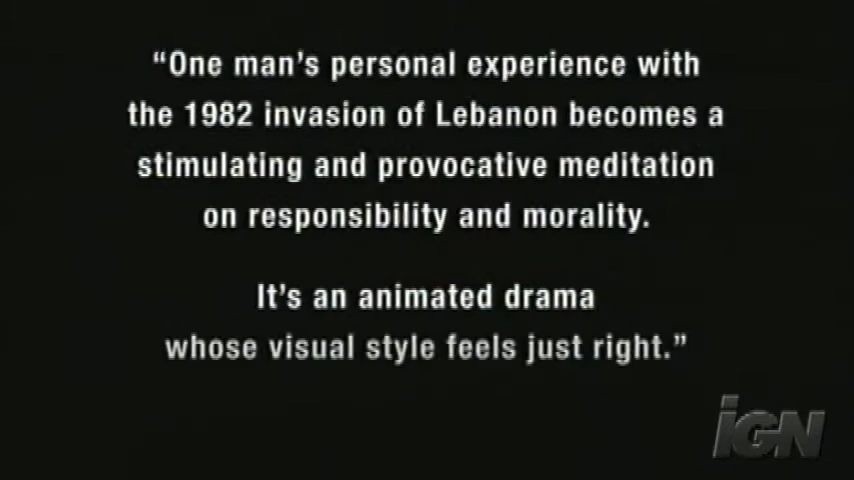 “One man’s personal experience with
the 1982 invasion of Lebanon becomes a
stimulating and provocative meditation
on responsibility and morality.
It’s an animated drama
whose visual style feels just right.”
IGN